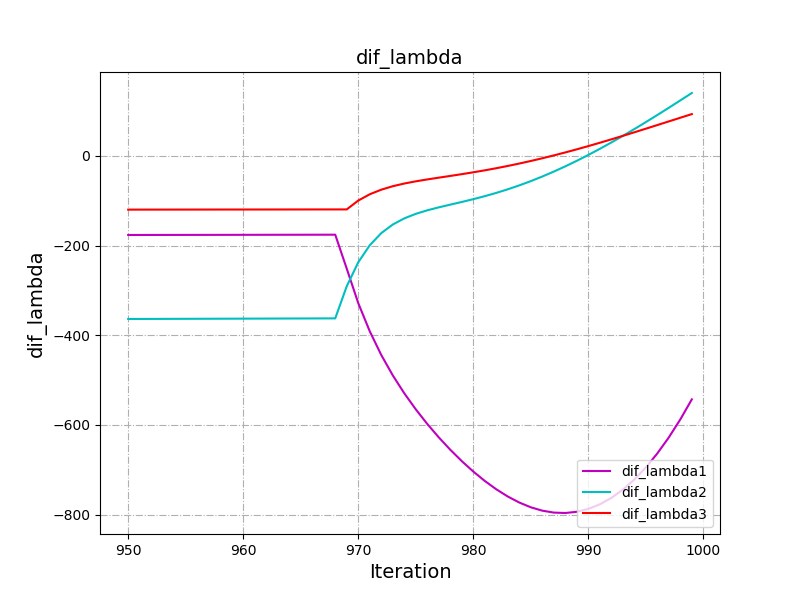 dif_lambda
dif_lambda
0
−200
−400
−600
−800
950
960
970
980
990
1000
Iteration
dif_lambda1
dif_lambda2
dif_lambda3